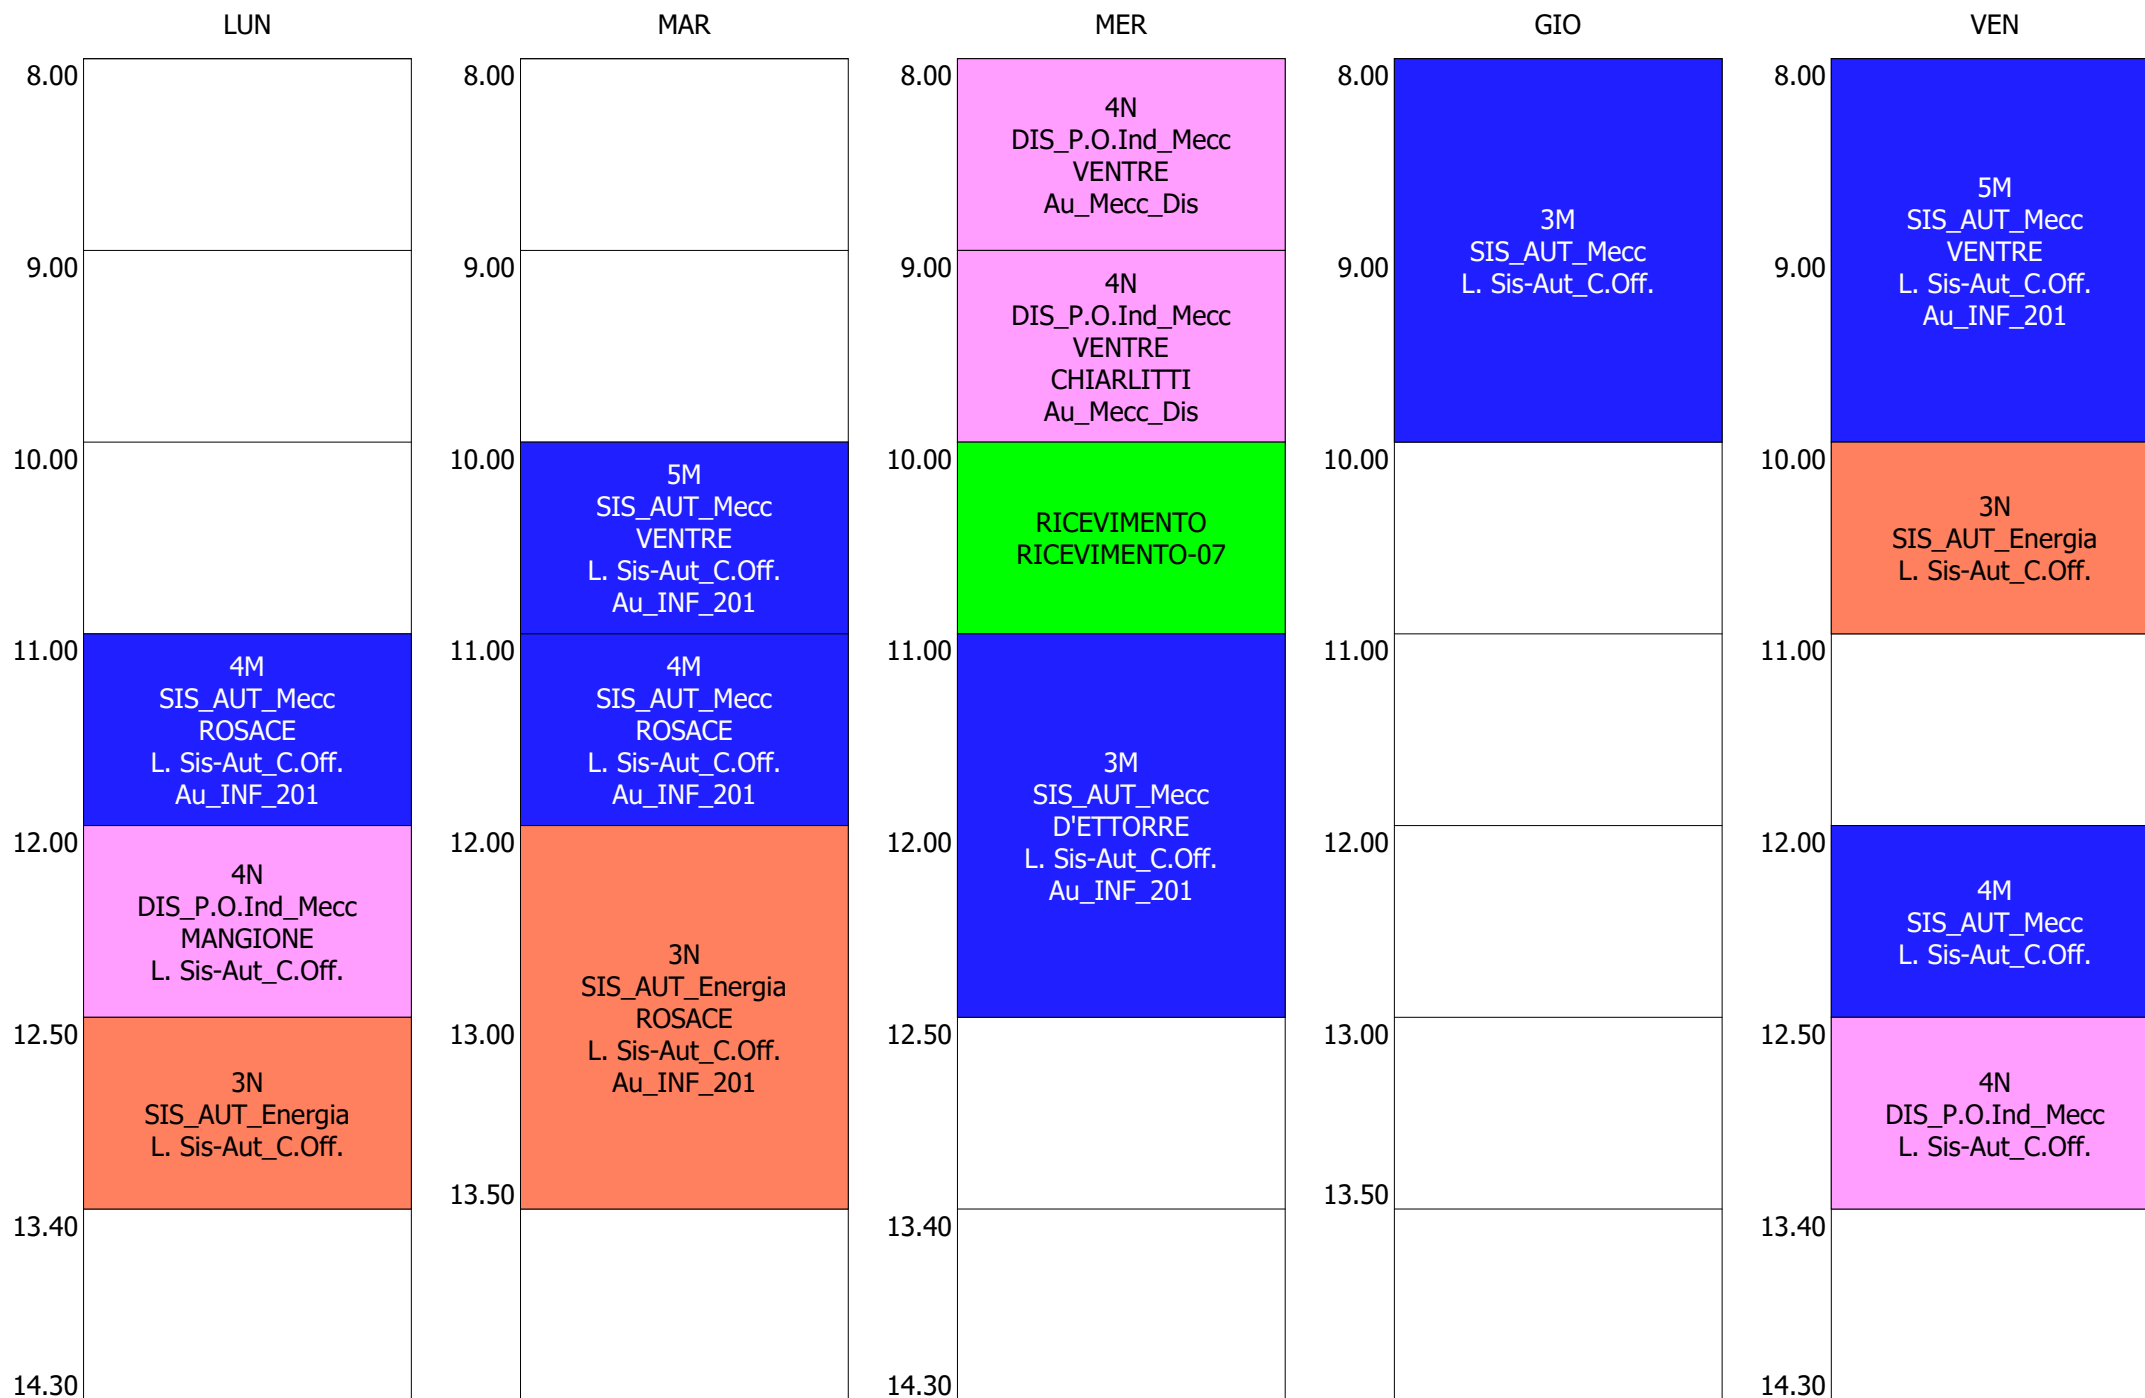 LUN
8.00
9.00
10.00
11.00
4M
SIS_AUT_Mecc
ROSACE
L. Sis-Aut_C.Off.
Au_INF_201
12.00
4N
DIS_P.O.Ind_Mecc
MANGIONE
L. Sis-Aut_C.Off.
12.50
3N
SIS_AUT_Energia
L. Sis-Aut_C.Off.
13.40
14.30
MAR
8.00
9.00
10.00
5M
SIS_AUT_Mecc
VENTRE
L. Sis-Aut_C.Off.
Au_INF_201
11.00
4M
SIS_AUT_Mecc
ROSACE
L. Sis-Aut_C.Off.
Au_INF_201
12.00
3N
SIS_AUT_Energia
ROSACE
L. Sis-Aut_C.Off.
Au_INF_201
13.00
13.50
MER
8.00
4N
DIS_P.O.Ind_Mecc
VENTRE
Au_Mecc_Dis
9.00
4N
DIS_P.O.Ind_Mecc
VENTRE
CHIARLITTI
Au_Mecc_Dis
10.00
RICEVIMENTO
RICEVIMENTO-07
11.00
3M
SIS_AUT_Mecc
D'ETTORRE
L. Sis-Aut_C.Off.
Au_INF_201
12.00
12.50
13.40
14.30
GIO
8.00
3M
SIS_AUT_Mecc
L. Sis-Aut_C.Off.
9.00
10.00
11.00
12.00
13.00
13.50
VEN
8.00
5M
SIS_AUT_Mecc
VENTRE
L. Sis-Aut_C.Off.
Au_INF_201
9.00
10.00
3N
SIS_AUT_Energia
L. Sis-Aut_C.Off.
11.00
12.00
4M
SIS_AUT_Mecc
L. Sis-Aut_C.Off.
12.50
4N
DIS_P.O.Ind_Mecc
L. Sis-Aut_C.Off.
13.40
14.30